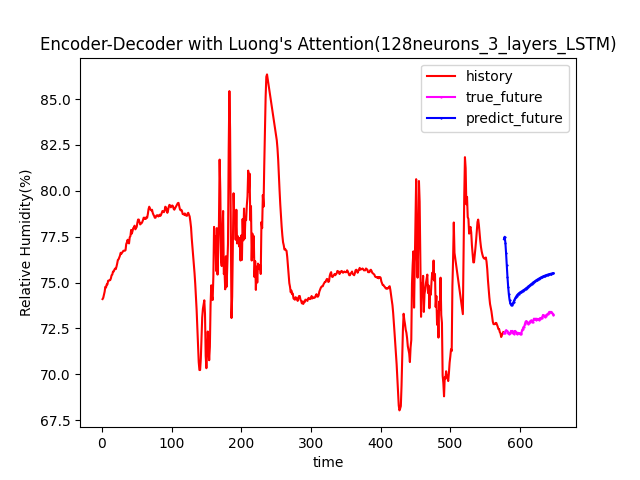 Encoder-Decoder with Luong's Attention(128neurons_3_layers_LSTM)
history
true_future
predict_future
Relative Humidity(%)
85.0
82.5
80.0
77.5
75.0
72.5
70.0
67.5
0 100 200 300 400 500 600
time